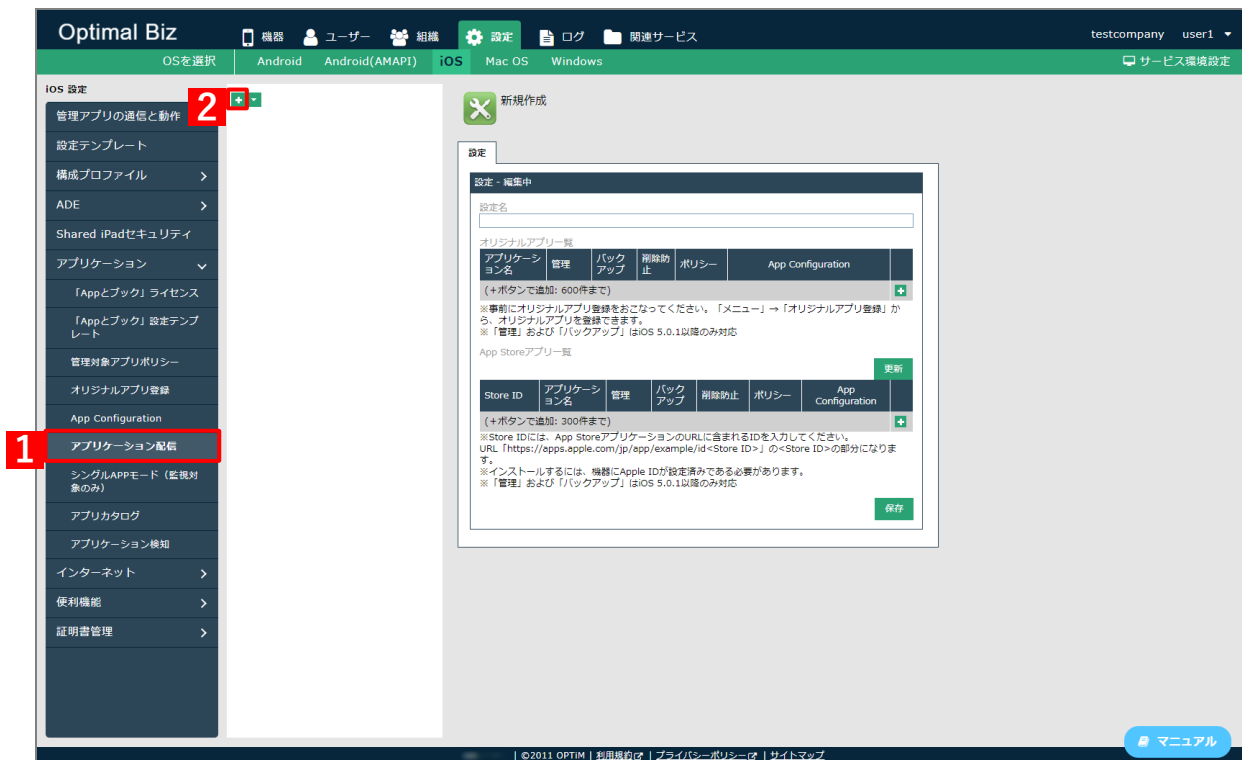 Optimal Biz
機器 ユーザー 組織 設定 ログ 関連サービス
testcompany user1
OSを選択 Android Android(AMAPI) iOS Mac OS Windows
サービス環境設定
iOS 設定
管理アプリの通信と動作
2
設定テンプレート
構成プロファイル
ADE
Shared iPadセキュリティ
アプリケーション
「Appとブック」ライセンス
「Appとブック」設定テンプ
レート
管理対象アプリポリシー
オリジナルアプリ登録
App Configuration
1
アプリケーション配信
シングルAPPモード（監視対
象のみ）
アプリカタログ
アプリケーション検知
インターネット
便利機能
証明書管理
新規作成
設定
設定 - 編集中
設定名
オリジナルアプリ一覧
アプリケーシ
ョン名 管理 バック
アップ 削除防
止 ポリシー App Configuration
(+ボタンで追加: 600件まで)
※事前にオリジナルアプリ登録をおこなってください。「メニュー」→「オリジナルアプリ登録」か
ら、オリジナルアプリを登録できます。
※「管理」および「バックアップ」はiOS 5.0.1以降のみ対応
App Storeアプリ一覧
更新
Store ID アプリケーシ
ョン名 管理 バック
アップ 削除防止 ポリシー App
Configuration
(+ボタンで追加: 300件まで)
※Store IDには、App StoreアプリケーションのURLに含まれるIDを入力してください。
URL「https://apps.apple.com/jp/app/example/id<Store ID>」の<Store ID>の部分になりま
す。
※インストールするには、機器にApple IDが設定済みである必要があります。
※「管理」および「バックアップ」はiOS 5.0.1以降のみ対応
保存
マニュアル
| ©2011 OPTiM | 利用規約 | プライバシーポリシー | サイトマップ